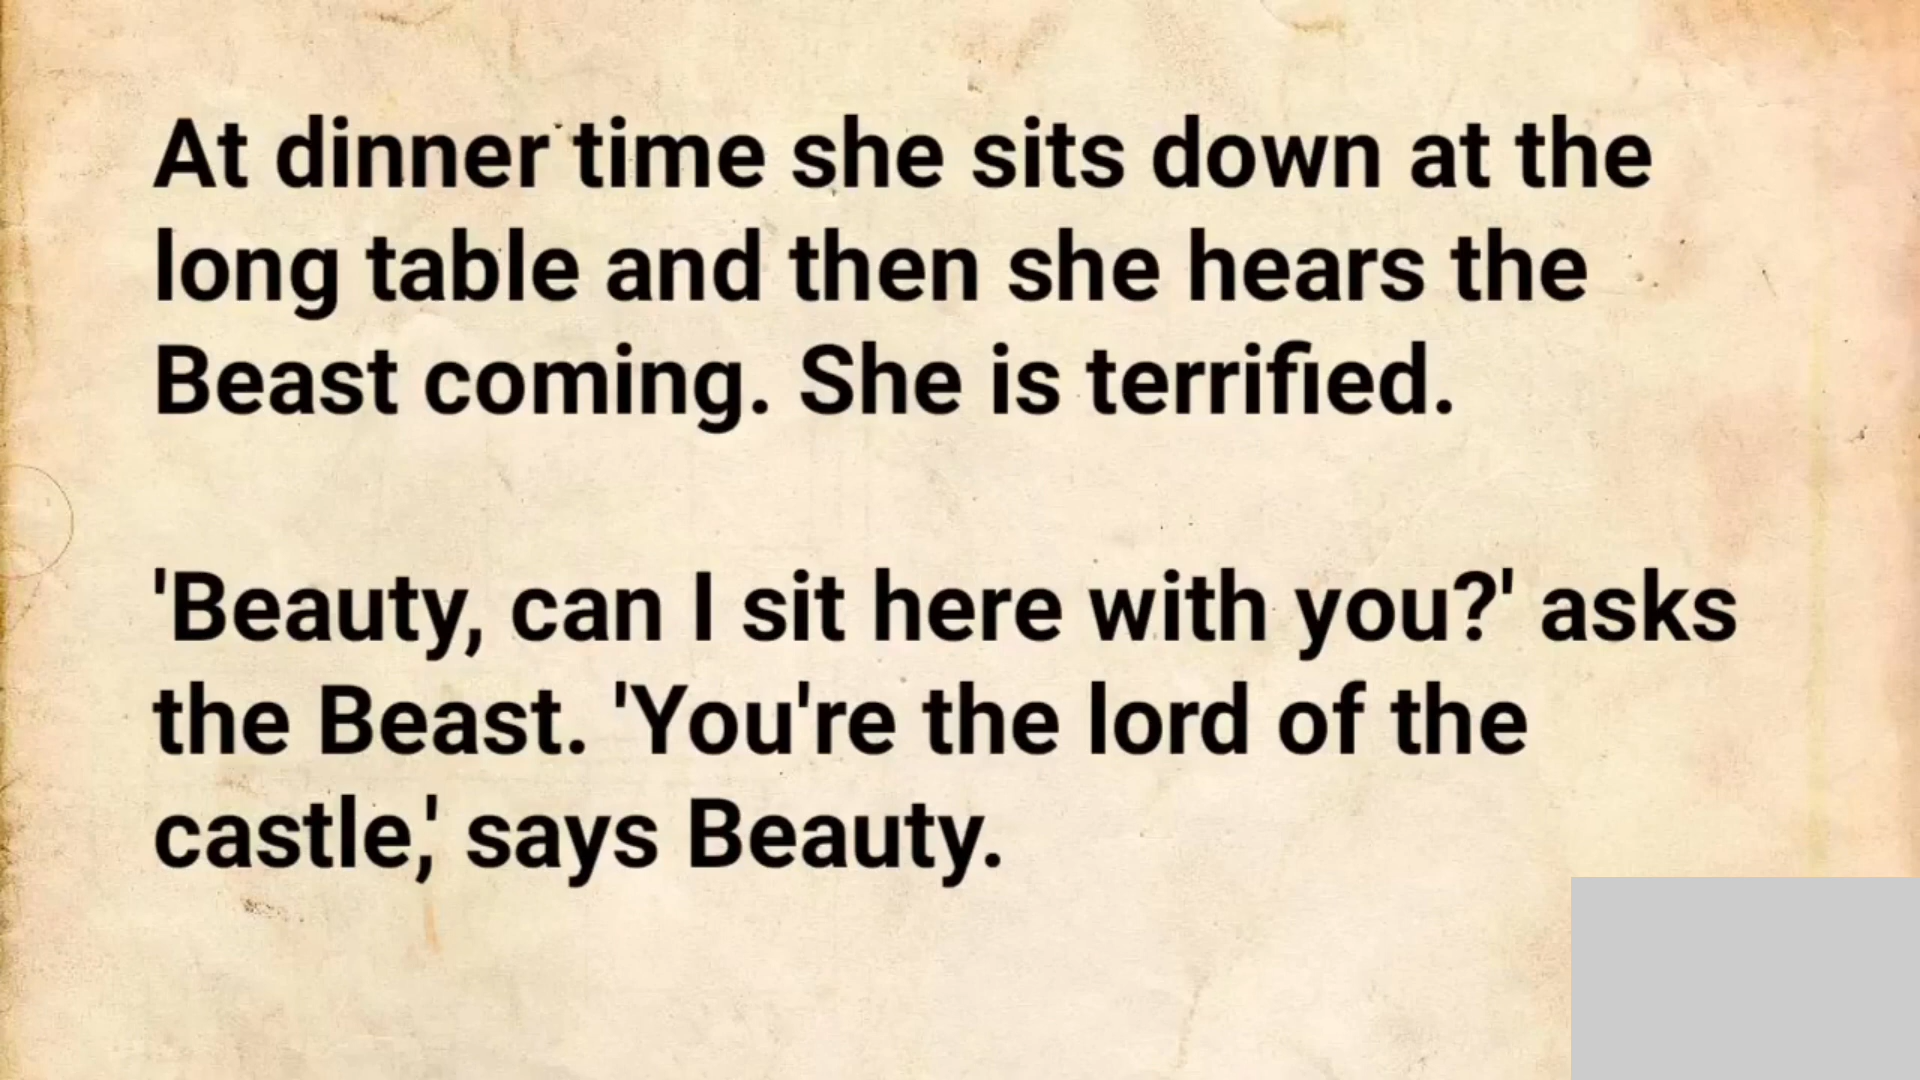 At dinner time she sits down at the
long table and then she hears the
Beast coming. She is terrified.
'Beauty, can I sit here with you?' asks
the Beast. 'You're the lord of the
castle,' says Beauty.